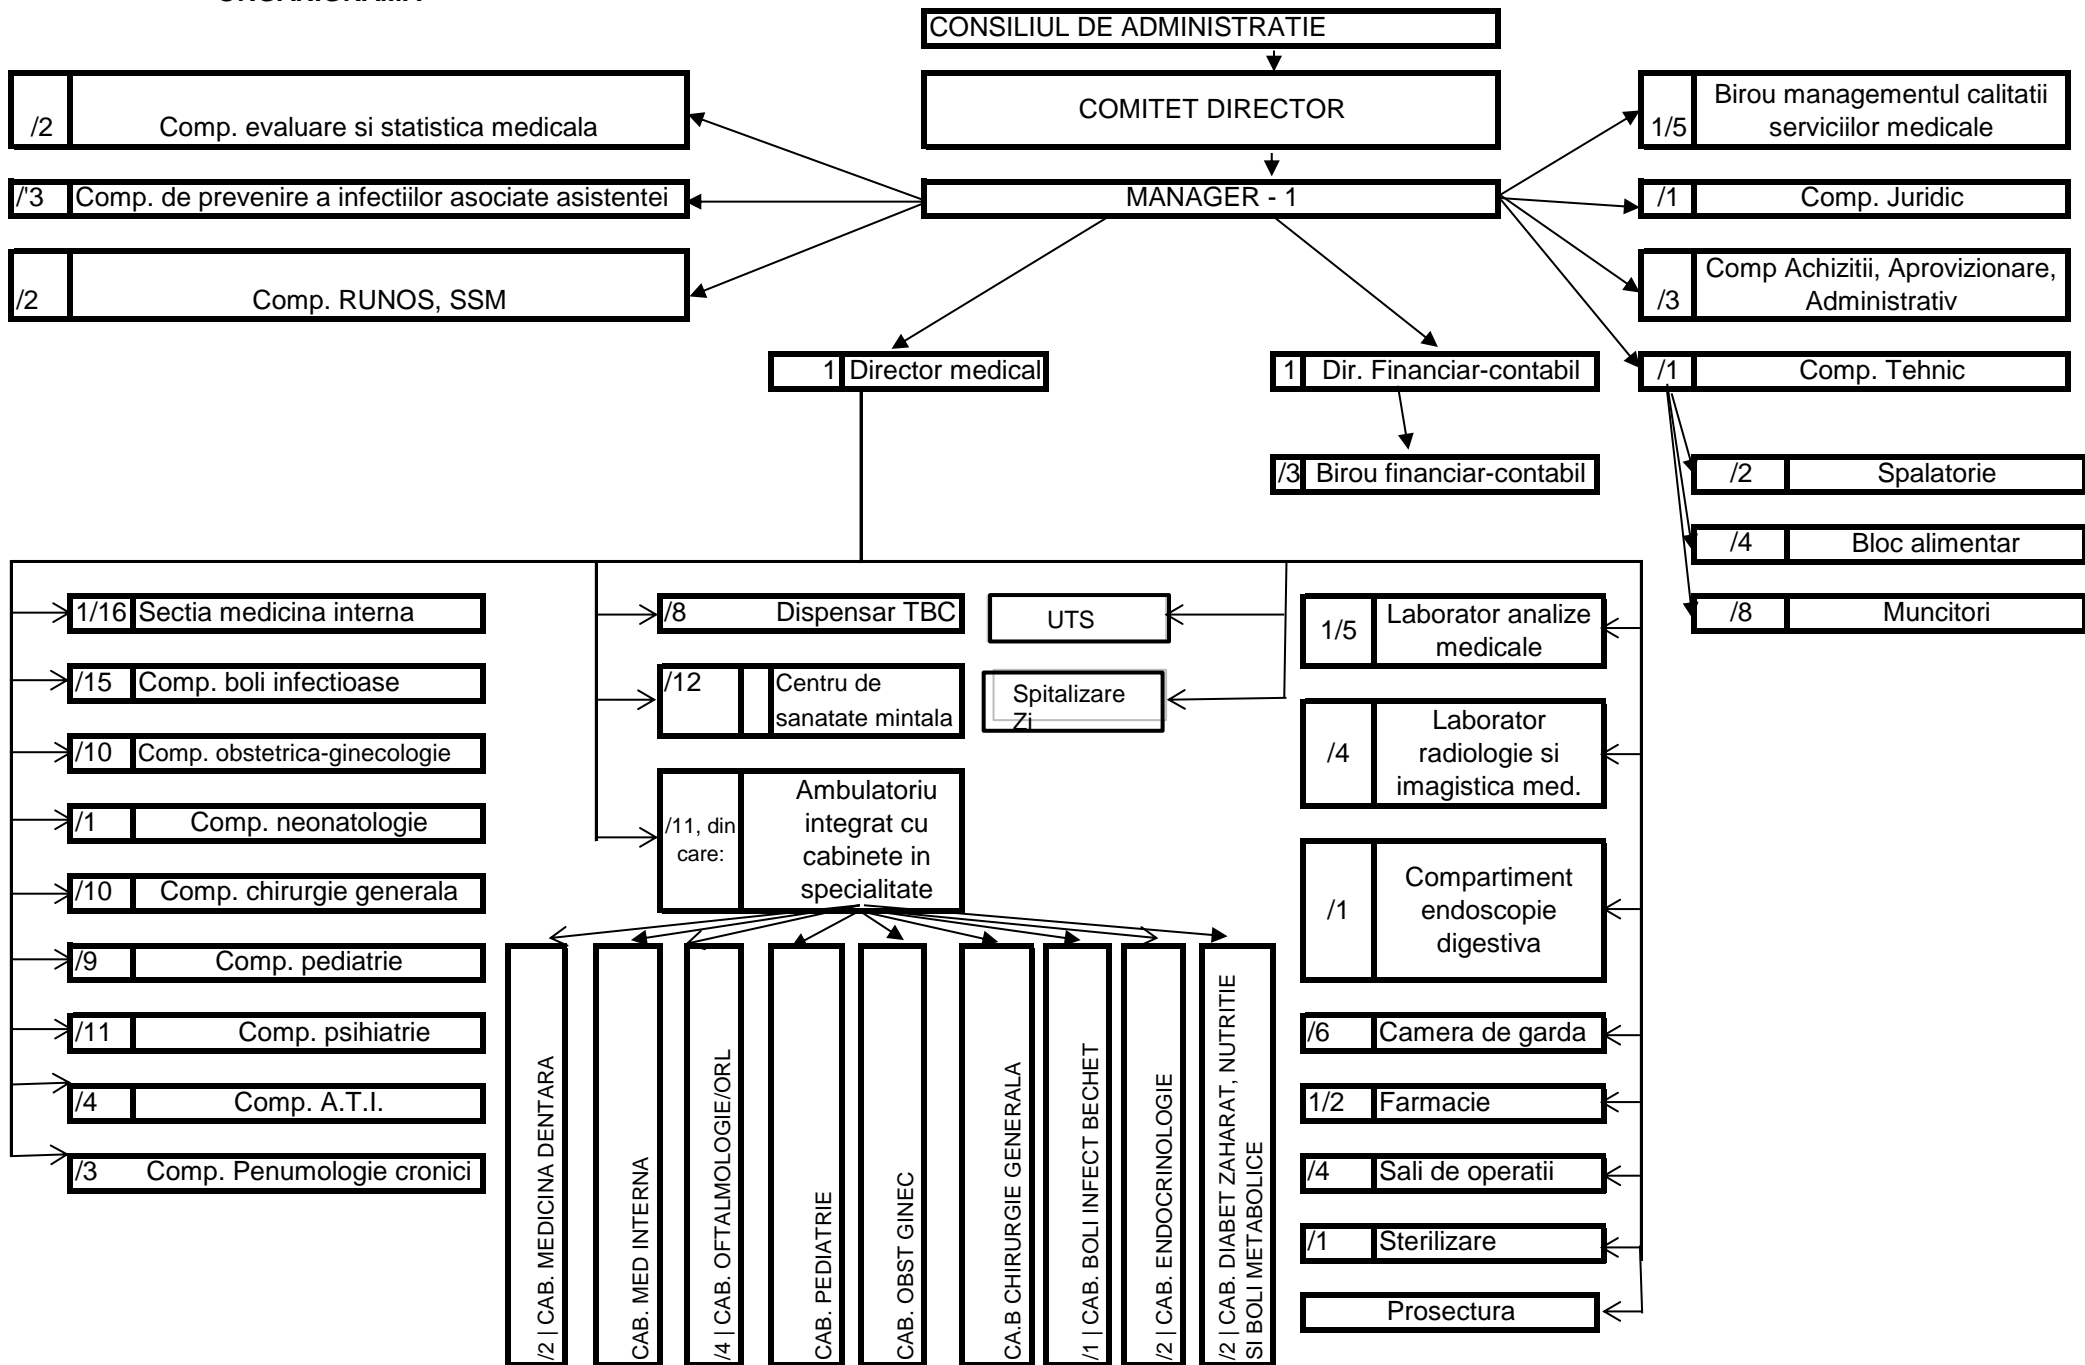 ORGANIGRAMA
CONSILIUL DE ADMINISTRATIE
COMITET DIRECTOR
MANAGER - 1
/2 Comp. evaluare si statistica medicala
/'3 Comp. de prevenire a infectiilor asociate asistentei
/2 Comp. RUNOS, SSM
1/5 Birou managementul calitatii
serviciilor medicale
/1 Comp. Juridic
/3 Comp Achizitii, Aprovizionare,
Administrativ
/1 Comp. Tehnic
1 Director medical
1 Dir. Financiar-contabil
/3 Birou financiar-contabil
/2 Spalatorie
/4 Bloc alimentar
/8 Muncitori
1/16 Sectia medicina interna
/15 Comp. boli infectioase
/10 Comp. obstetrica-ginecologie
/1 Comp. neonatologie
/10 Comp. chirurgie generala
/9 Comp. pediatrie
/11 Comp. psihiatrie
/4 Comp. A.T.I.
/3 Comp. Penumologie cronici
/8 Dispensar TBC
/12 Centru de
sanatate mintala
/11, din
care:
Ambulatoriu
integrat cu
cabinete in
specialitate
UTS
Spitalizare
Zi
/2 | CAB. MEDICINA DENTARA
CAB. MED INTERNA
/4 | CAB. OFTALMOLOGIE/ORL
CAB. PEDIATRIE
CAB. OBST GINEC
CA.B CHIRURGIE GENERALA
/1 | CAB. BOLI INFECT BECHET
/2 | CAB. ENDOCRINOLOGIE
/2 | CAB. DIABET ZAHARAT, NUTRITIE
SI BOLI METABOLICE
1/5 Laborator analize
medicale
/4 Laborator
radiologie si
imagistica med.
/1 Compartiment
endoscopie
digestiva
/6 Camera de garda
1/2 Farmacie
/4 Sali de operatii
/1 Sterilizare
Prosectura